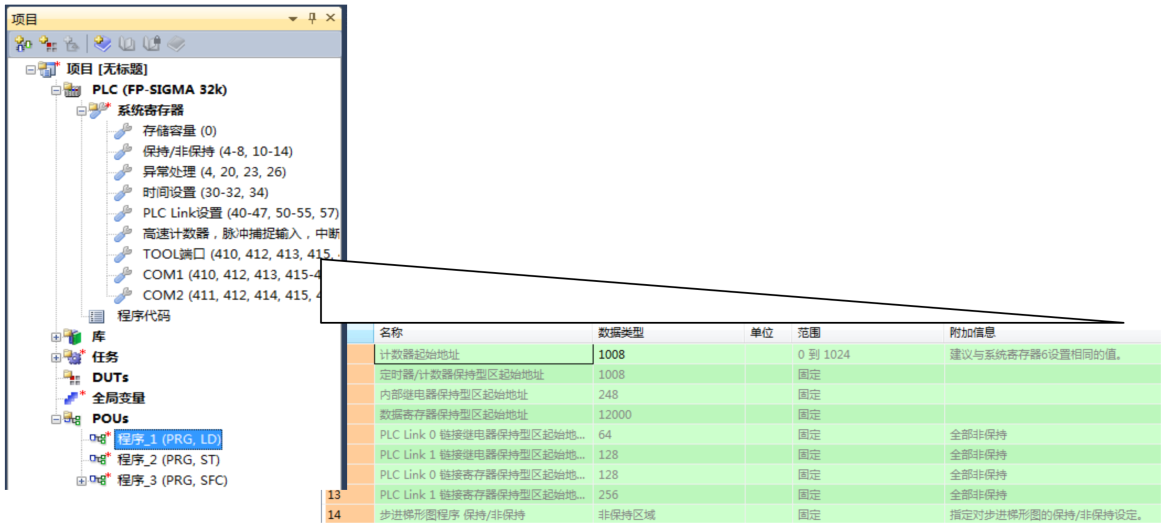 项目
项目 [无标题]
PLC (FP-SIGMA 32k)
系统寄存器
存储容量 (0)
保持/非保持 (4-8, 10-14)
异常处理 (4, 20, 23, 26)
时间设置 (30-32, 34)
PLC Link设置 (40-47, 50-55, 57)
高速计数器，脉冲捕捉输入，中断
TOOL端口 (410, 412, 413, 415,
COM1 (410, 412, 413, 415-4
COM2 (411, 412, 414, 415, 4
程序代码
库
任务
DUTs
全局变量
POUs
程序_1 (PRG, LD)
程序_2 (PRG, ST)
程序_3 (PRG, SFC)
名称 数据类型 单位 范围 附加信息
计数器起始地址 1008 0 到 1024 建议与系统寄存器6设置相同的值。
定时器/计数器保持型区起始地址 1008 固定
内部继电器保持型区起始地址 248 固定
数据寄存器保持型区起始地址 12000 固定
PLC Link 0 链接继电器保持型区起始地... 64 固定 全部非保持
PLC Link 1 链接继电器保持型区起始地... 128 固定 全部非保持
PLC Link 0 链接寄存器保持型区起始地... 128 固定 全部非保持
13 PLC Link 1 链接寄存器保持型区起始地... 256 固定 全部非保持
14 步进梯形图程序 保持/非保持 非保持区域 固定 指定对步进梯形图的保持/非保持设定。